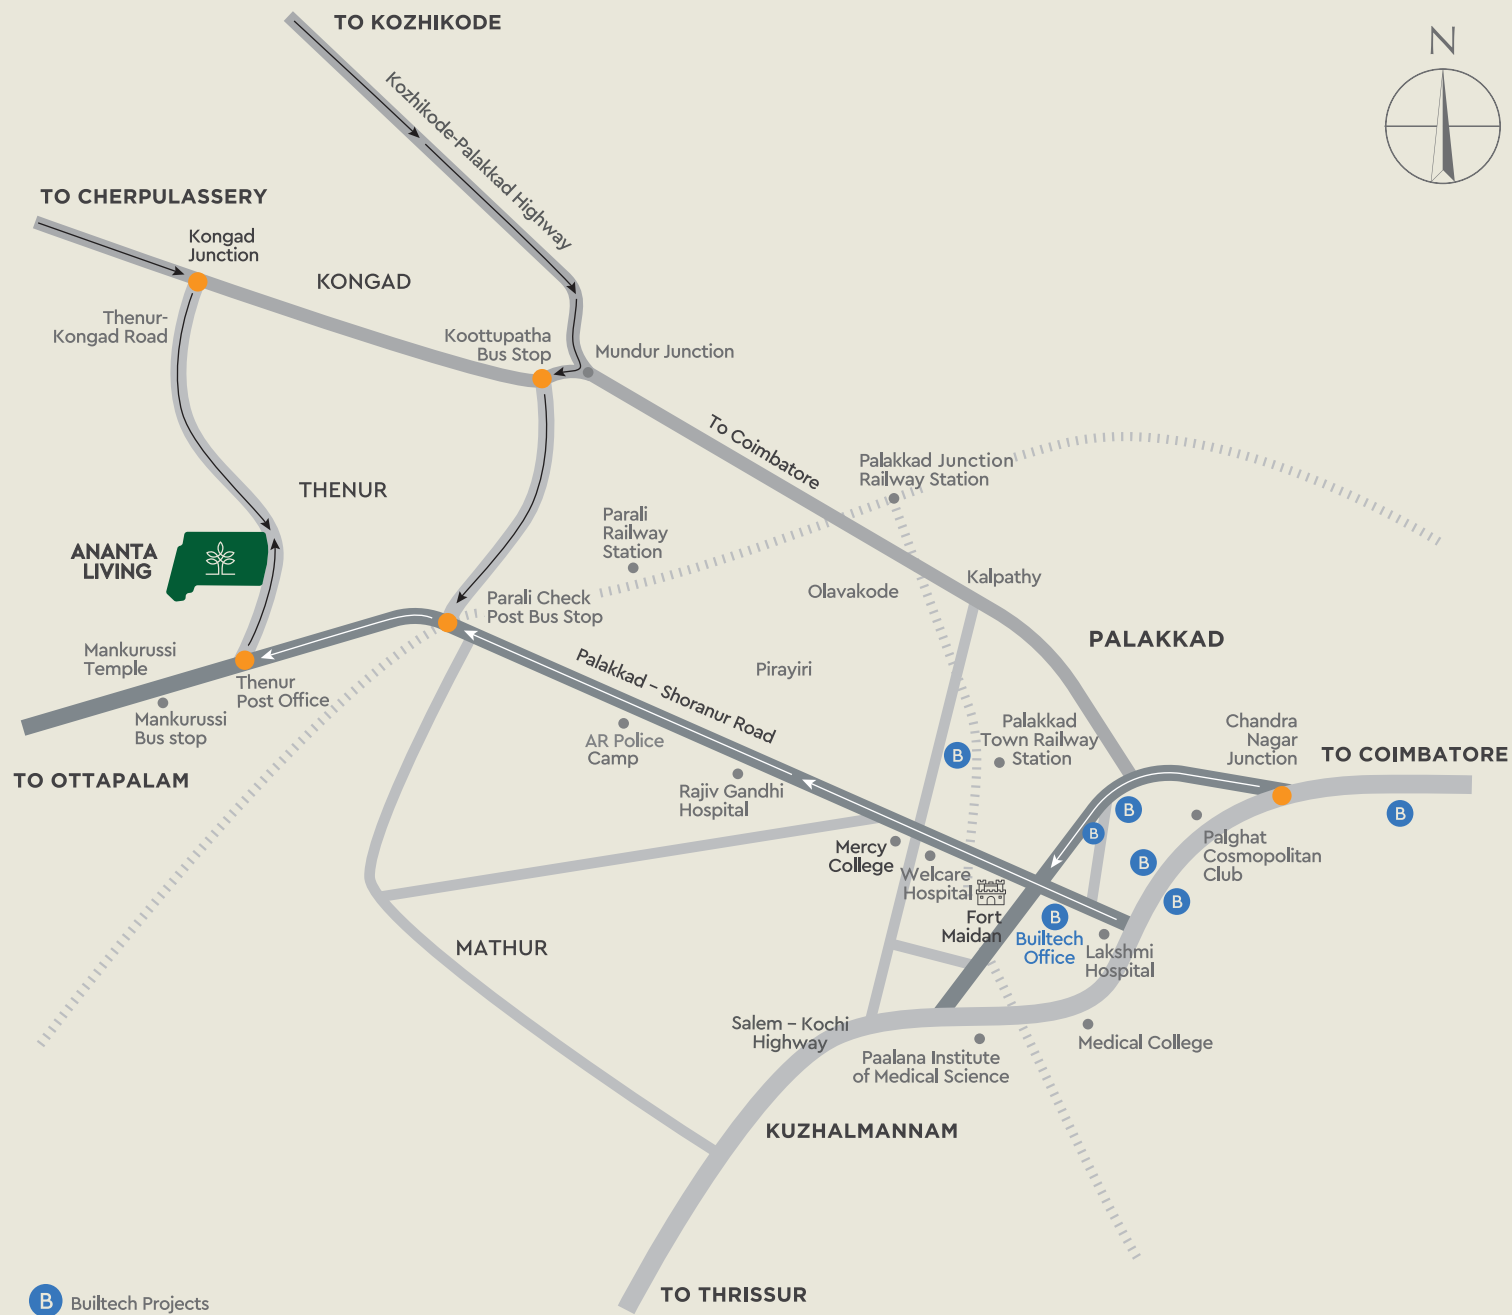 TO KOZHIKODE
N
Kozhikode-Palakkad Highway
TO CHERPULASSERY
Kongad
Junction
KONGAD
Thenur-
Kongad Road
Koottupatha
Bus Stop
Mundur Junction
To Coimbatore
Palakkad Junction
Railway Station
THENUR
Parali
Railway
Station
ANANTA
LIVING
Olavakode
Kalpathy
Parali Check
Post Bus Stop
PALAKKAD
Mankurussi
Temple
Thenur
Post Office
Mankurussi
Bus stop
Palakkad - Shoranur Road
Pirayiri
TO OTTAPALAM
AR Police
Camp
Rajiv Gandhi
Hospital
Palakkad
Town Railway
Station
Chandra
Nagar
Junction
TO COIMBATORE
B
B
B
B
B
B
Palghat
Cosmopolitan
Club
Mercy
College
Welcare
Hospital
Fort
Maidan
B
Builtech
Office
Lakshmi
Hospital
MATHUR
Salem - Kochi
Highway
Paalana Institute
of Medical Science
Medical College
KUZHALMANNAM
TO THRISSUR
B Builtech Projects